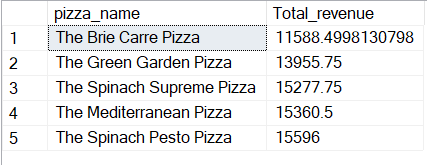 pizza_name Total_revenue
1 The Brie Carre Pizza 11588.4998130798
2 The Green Garden Pizza 13955.75
3 The Spinach Supreme Pizza 15277.75
4 The Mediterranean Pizza 15360.5
5 The Spinach Pesto Pizza 15596